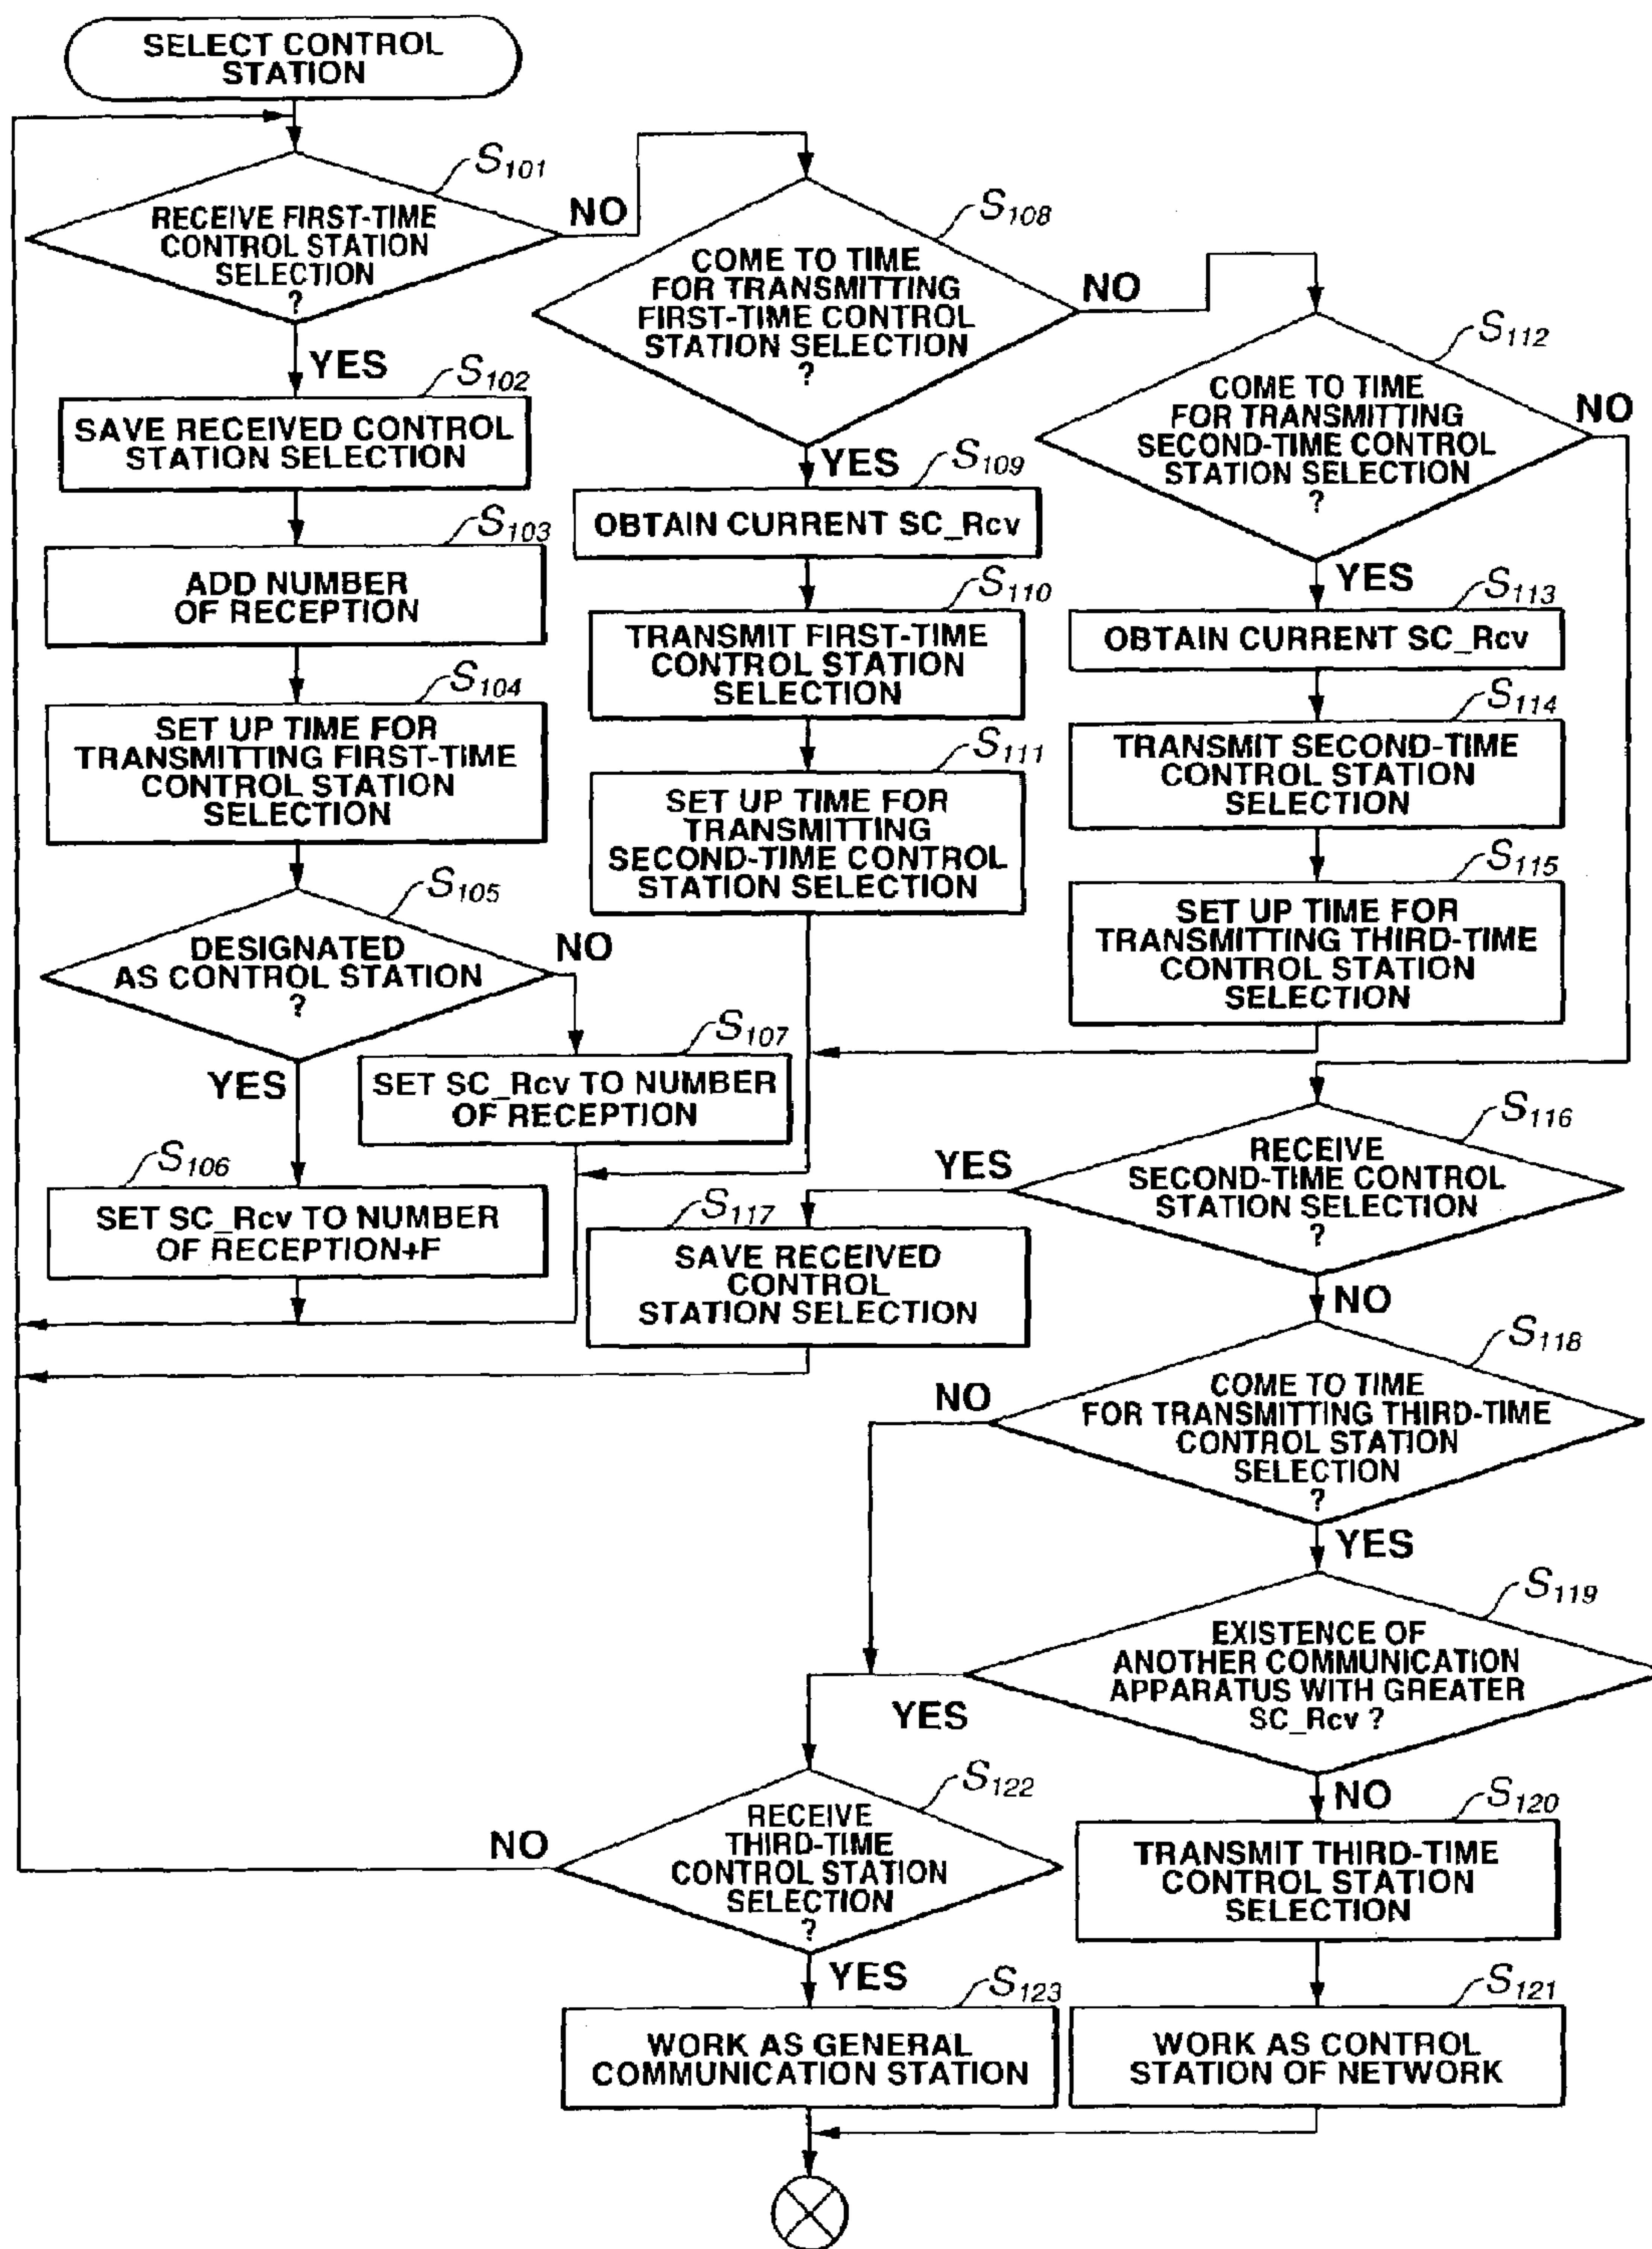 SELECT CONTROL
STATION
S101
RECEIVE FIRST-TIME
CONTROL STATION
SELECTION
?
NO
YES
S102
SAVE RECEIVED CONTROL
STATION SELECTION
S103
ADD NUMBER
OF RECEPTION
S104
SET UP TIME FOR
TRANSMITTING FIRST-TIME
CONTROL STATION
SELECTION
S105
DESIGNATED
AS CONTROL STATION
?
NO
YES
S106
SET SC_Rcv TO NUMBER
OF RECEPTION+F
S107
SET SC_Rcv TO NUMBER
OF RECEPTION
S108
COME TO TIME
FOR TRANSMITTING
FIRST-TIME CONTROL
STATION SELECTION
?
NO
YES
S109
OBTAIN CURRENT SC_Rcv
S110
TRANSMIT FIRST-TIME
CONTROL STATION
SELECTION
S111
SET UP TIME FOR
TRANSMITTING
SECOND-TIME CONTROL
STATION SELECTION
S112
COME TO TIME
FOR TRANSMITTING
SECOND-TIME CONTROL
STATION SELECTION
?
NO
YES
S113
OBTAIN CURRENT SC_Rcv
S114
TRANSMIT SECOND-TIME
CONTROL STATION
SELECTION
S115
SET UP TIME FOR
TRANSMITTING THIRD-TIME
CONTROL STATION
SELECTION
S116
RECEIVE
SECOND-TIME CONTROL
STATION SELECTION
?
YES
NO
S117
SAVE RECEIVED
CONTROL
STATION SELECTION
S118
COME TO TIME
FOR TRANSMITTING THIRD-TIME
CONTROL STATION
SELECTION
?
NO
YES
S119
EXISTENCE OF
ANOTHER COMMUNICATION
APPARATUS WITH GREATER
SC_Rcv ?
YES
NO
S120
TRANSMIT THIRD-TIME
CONTROL STATION
SELECTION
S121
WORK AS CONTROL
STATION OF NETWORK
S122
RECEIVE
THIRD-TIME
CONTROL STATION
SELECTION
?
NO
YES
S123
WORK AS GENERAL
COMMUNICATION STATION